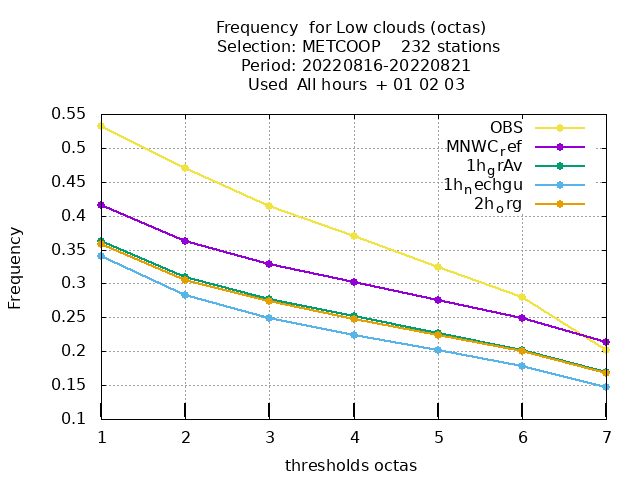 Frequency  for Low clouds (octas)
Selection: METCOOP    232 stations
Period: 20220816-20220821
Used  All hours  + 01 02 03
0.55
0.5
0.45
0.4
0.35
0.3
0.25
0.2
0.15
0.1
Frequency
OBS
MNWC_ref
1h_grAv
1h_nechgu
2h_org
1 2 3 4 5 6 7
thresholds octas